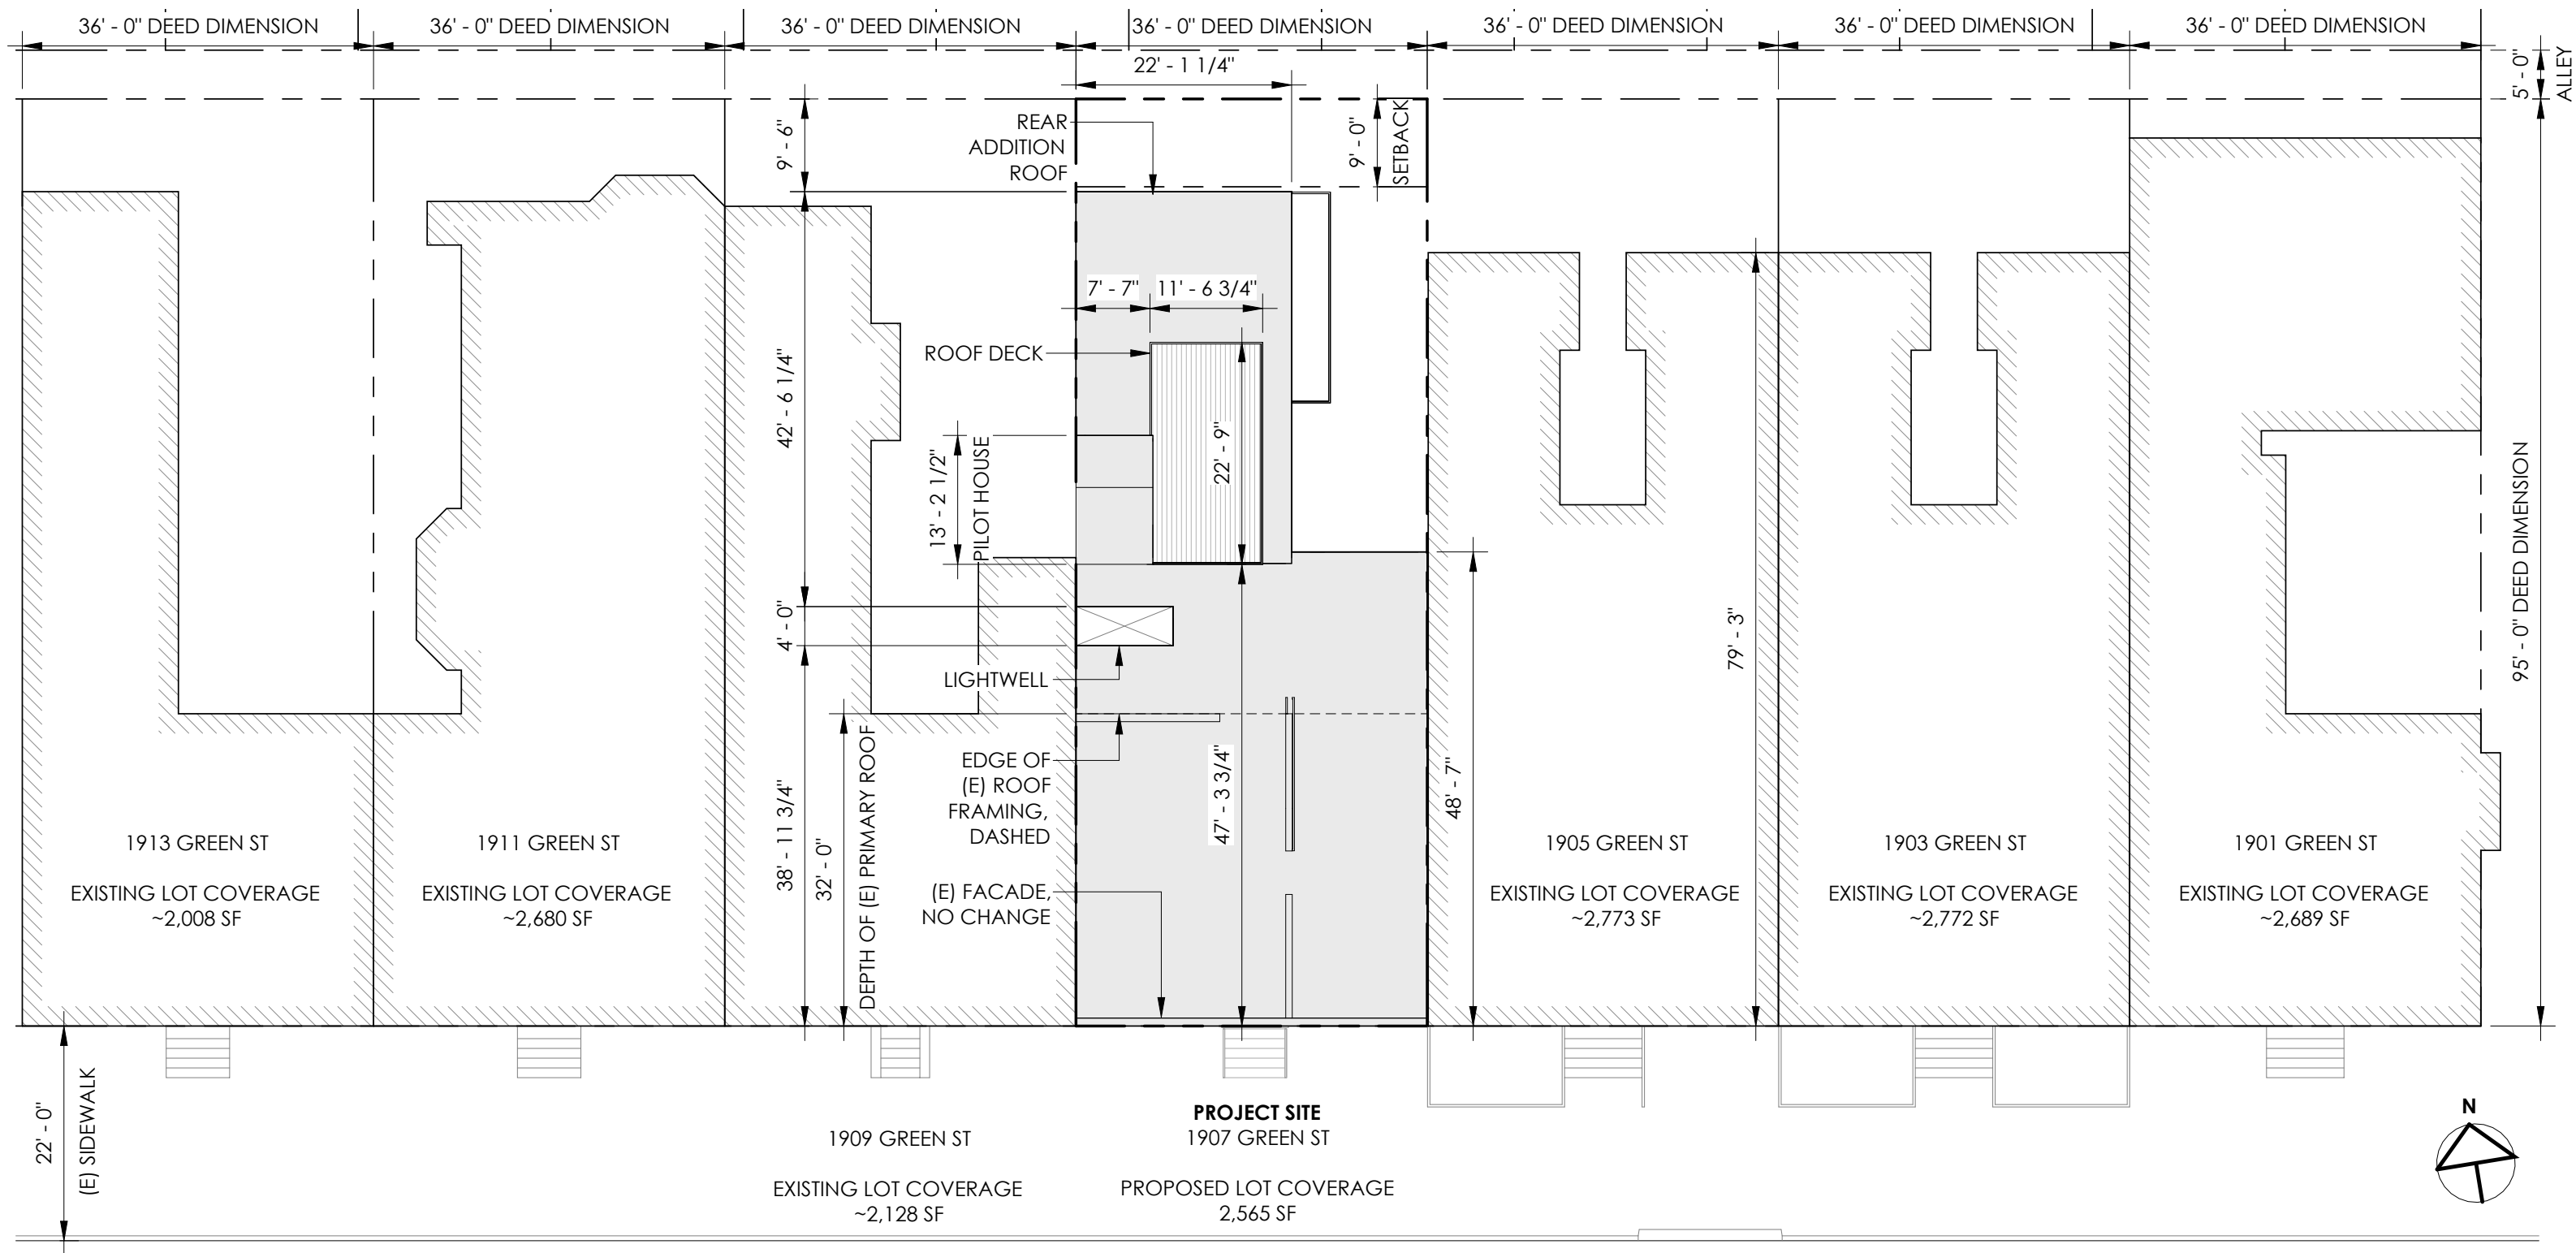 36' - 0" DEED DIMENSION
36' - 0" DEED DIMENSION
36' - 0" DEED DIMENSION
36' - 0" DEED DIMENSION
36' - 0" DEED DIMENSION
36' - 0" DEED DIMENSION
36' - 0" DEED DIMENSION
22' - 1 1/4"
5' - 0"
ALLEY
9' - 6"
REAR
ADDITION
ROOF
9' - 0"
SETBACK
7' - 7"
11' - 6 3/4"
ROOF DECK
42' - 6 1/4"
13' - 2 1/2"
PILOT HOUSE
22' - 9"
95' - 0" DEED DIMENSION
4' - 0"
LIGHTWELL
79' - 3"
38' - 11 3/4"
32' - 0"
DEPTH OF (E) PRIMARY ROOF
EDGE OF
(E) ROOF
FRAMING,
DASHED
47' - 3 3/4"
48' - 7"
(E) FACADE,
NO CHANGE
1913 GREEN ST
EXISTING LOT COVERAGE
~2,008 SF
1911 GREEN ST
EXISTING LOT COVERAGE
~2,680 SF
1905 GREEN ST
EXISTING LOT COVERAGE
~2,773 SF
1903 GREEN ST
EXISTING LOT COVERAGE
~2,772 SF
1901 GREEN ST
EXISTING LOT COVERAGE
~2,689 SF
22' - 0"
(E) SIDEWALK
1909 GREEN ST
EXISTING LOT COVERAGE
~2,128 SF
PROJECT SITE
1907 GREEN ST
PROPOSED LOT COVERAGE
2,565 SF
N